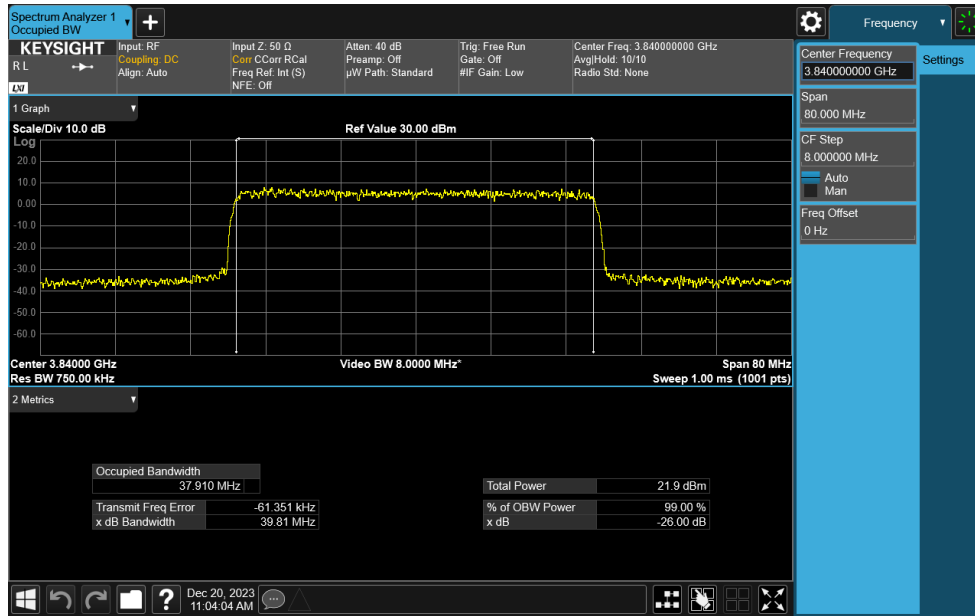 Spectrum Analyzer 1
Occupied BW
Frequency
KEYSIGHT
R L
LXI
Input: RF
Coupling: DC
Align: Auto
Input Z: 50 Ω
Corr CCorr RCal
Freq Ref: Int (S)
NFE: Off
Atten: 40 dB
Preamp: Off
µW Path: Standard
Trig: Free Run
Gate: Off
#IF Gain: Low
Center Freq: 3.840000000 GHz
Avg|Hold: 10/10
Radio Std: None
Center Frequency
3.840000000 GHz
Settings
Span
80.000 MHz
CF Step
8.000000 MHz
Auto
Man
Freq Offset
0 Hz
1 Graph
Scale/Div 10.0 dB
Ref Value 30.00 dBm
Log
20.0
10.0
0.00
-10.0
-20.0
-30.0
-40.0
-50.0
-60.0
Center 3.84000 GHz
Video BW 8.0000 MHz*
Span 80 MHz
Res BW 750.00 kHz
Sweep 1.00 ms (1001 pts)
2 Metrics
Occupied Bandwidth
37.910 MHz
Total Power 21.9 dBm
Transmit Freq Error -61.351 kHz
% of OBW Power 99.00 %
x dB Bandwidth 39.81 MHz
x dB -26.00 dB
?
Dec 20, 2023
11:04:04 AM